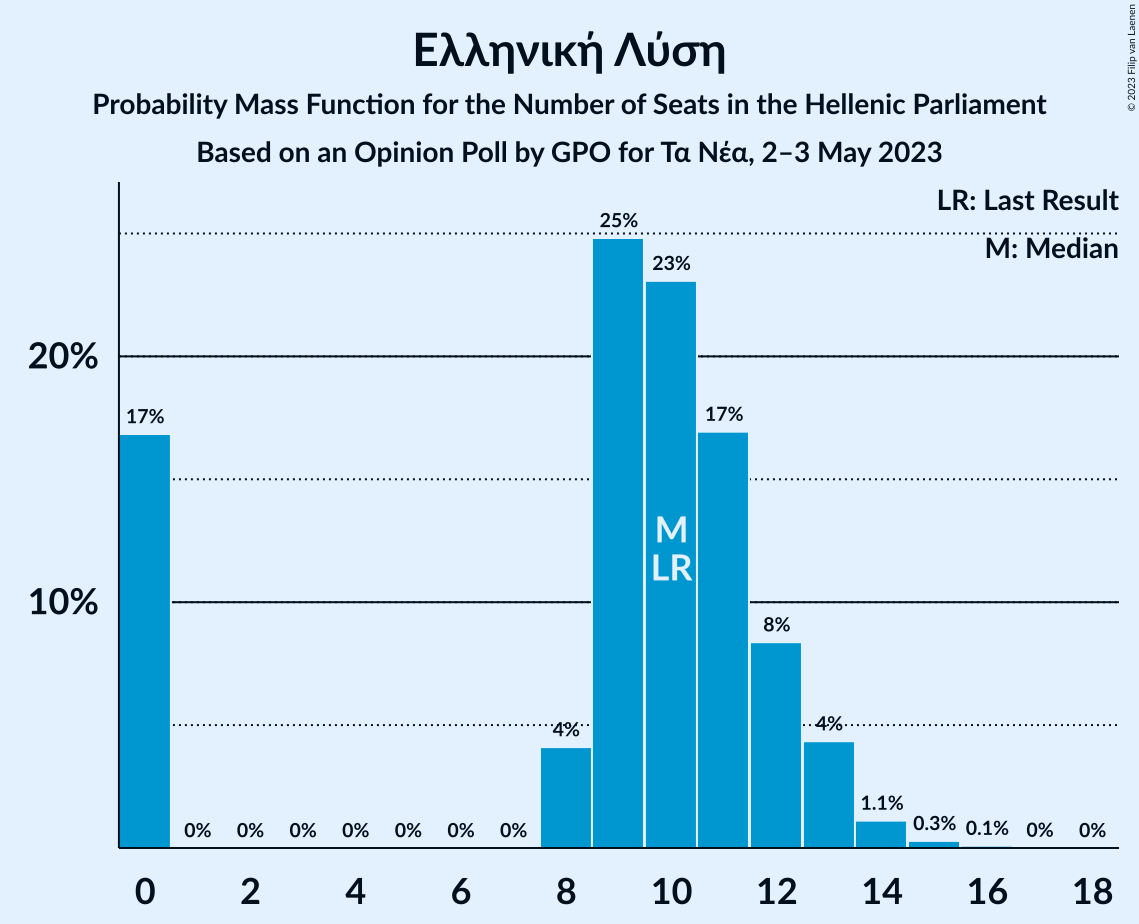 Ελληνική Λύση
Probability Mass Function for the Number of Seats in the Hellenic Parliament
Based on an Opinion Poll by GPO for Τα Νέα, 2–3 May 2023
© 2023 Filip van Laenen
LR: Last Result
M: Median
25%
23%
20%
17%
17%
M
LR
10%
8%
4%
4%
1.1%
0% 0% 0% 0% 0% 0% 0% 0.3% 0.1% 0% 0%
0 2 4 6 8 10 12 14 16 18